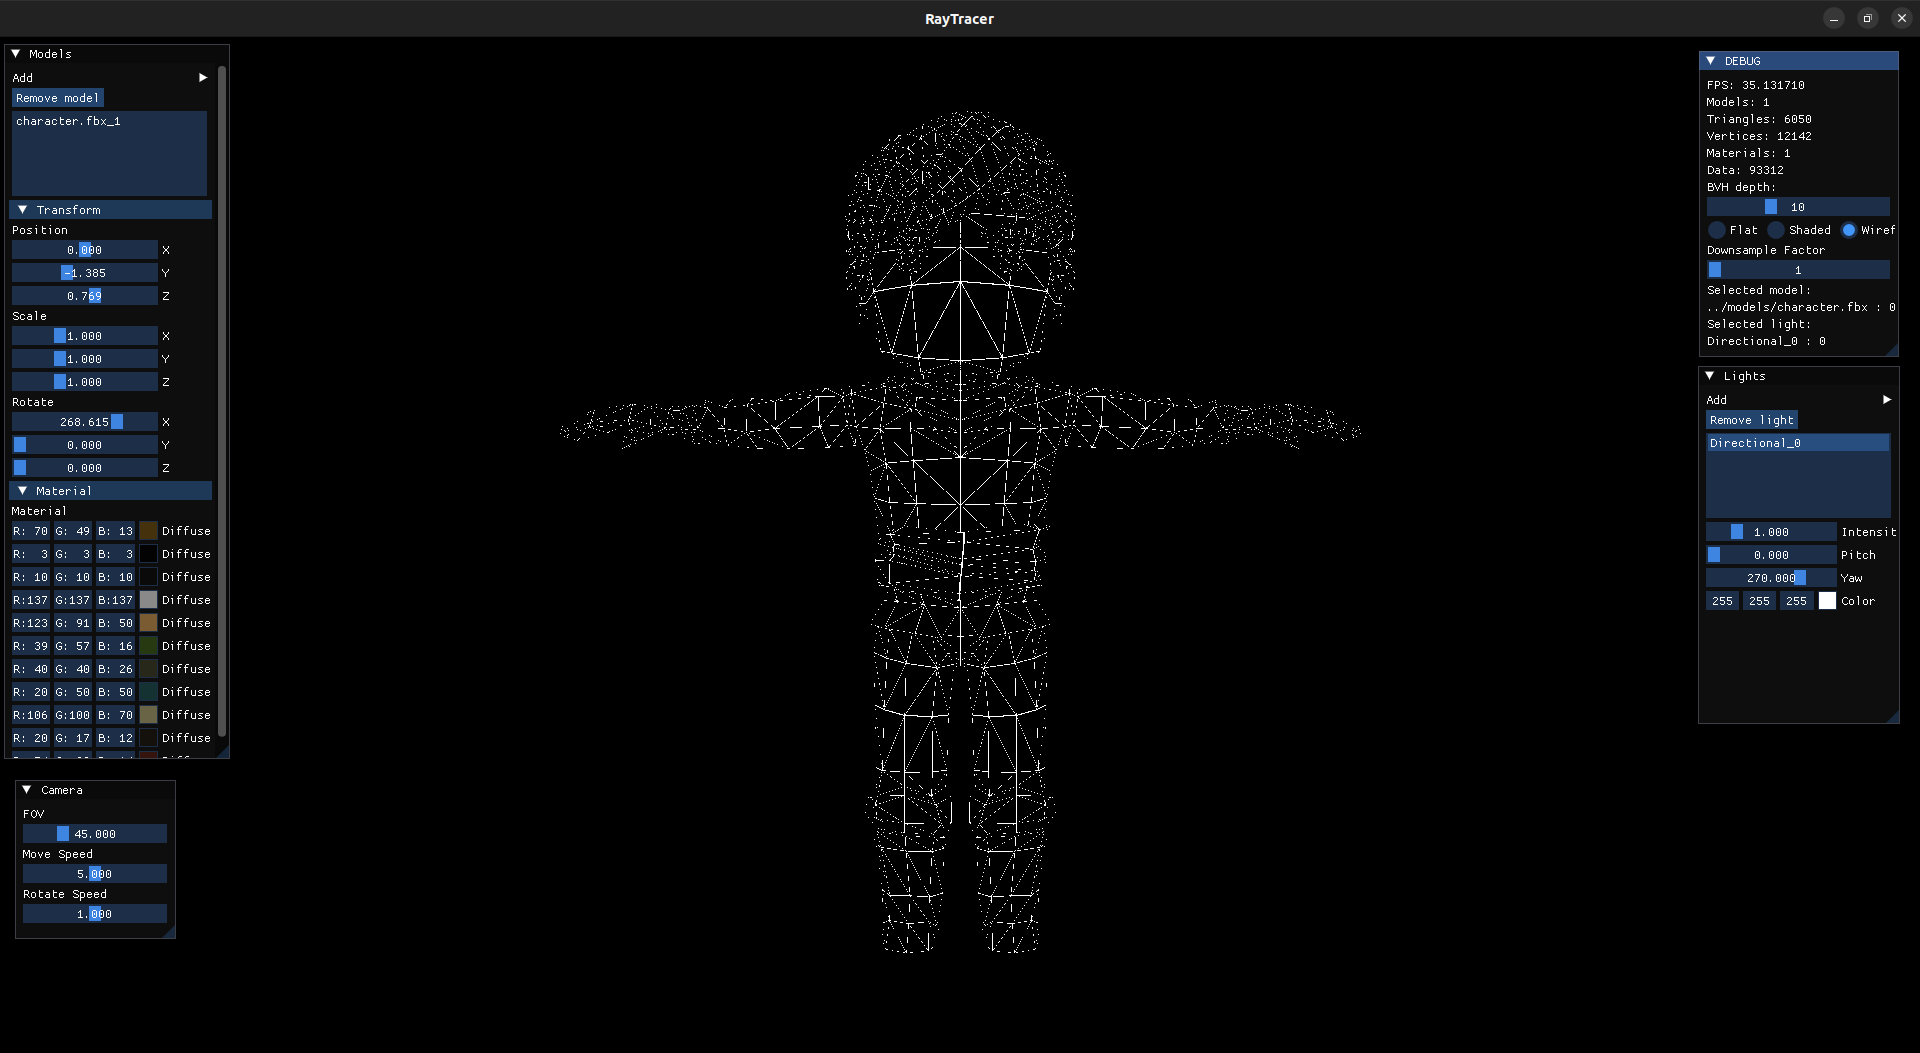 RayTracer
Models
Add
Remove model
character.fbx_1
Transform
Position
0.000 X
-1.385 Y
0.769 Z
Scale
1.000 X
1.000 Y
1.000 Z
Rotate
268.615 X
0.000 Y
0.000 Z
Material
Material
R: 70 G: 49 B: 13 Diffuse
R: 3 G: 3 B: 3 Diffuse
R: 10 G: 10 B: 10 Diffuse
R:137 G:137 B:137 Diffuse
R:123 G: 91 B: 50 Diffuse
R: 39 G: 57 B: 16 Diffuse
R: 40 G: 40 B: 26 Diffuse
R: 20 G: 50 B: 50 Diffuse
R:106 G:100 B: 70 Diffuse
R: 20 G: 17 B: 12 Diffuse
Camera
FOV
45.000
Move Speed
5.000
Rotate Speed
1.000
DEBUG
FPS: 35.131710
Models: 1
Triangles: 6050
Vertices: 12142
Materials: 1
Data: 93312
BVH depth:
10
Flat Shaded Wiref
Downsample Factor
1
Selected model:
../models/character.fbx : 0
Selected light:
Directional_0 : 0
Lights
Add
Remove light
Directional_0
1.000 Intensit
0.000 Pitch
270.000 Yaw
255 255 255 Color